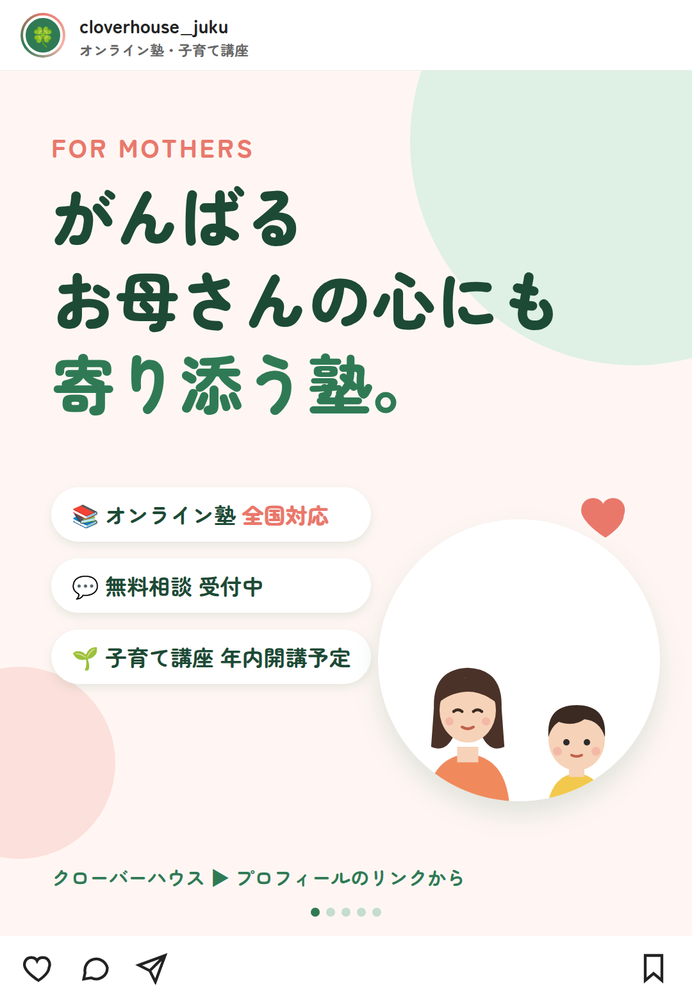 cloverhouse_juku
オンライン塾・子育て講座
FOR MOTHERS
がんばる
お母さんの心にも
寄り添う塾。
📚 オンライン塾 全国対応
💬 無料相談 受付中
🌱 子育て講座 年内開講予定
クローバーハウス ▶ プロフィールのリンクから